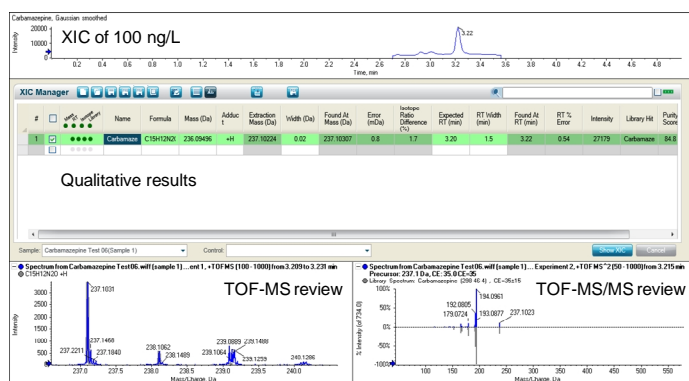 Carbamazepine, Gaussian smoothed
XIC of 100 ng/L
Intensity
20000
10000
0
3.22
0.2 0.4 0.6 0.8 1.0 1.2 1.4 1.6 1.8 2.0 2.2 2.4 2.6 2.8 3.0 3.2 3.4 3.6 3.8 4.0 4.2 4.4 4.6 4.8
Time, min
XIC Manager
# Mass RT Isotope Library Name Formula Mass (Da) Adduct Extraction Mass (Da) Width (Da) Found At Mass (Da) Error (mDa) Isotope Ratio Difference (%) Expected RT (min) RT Width (min) Found At RT (min) RT % Error Intensity Library Hit Purity Score
1 Carbamaze C15H12N2( 236.09496 +H 237.10224 0.02 237.10307 0.8 1.7 3.20 1.5 3.22 0.54 27179 Carbamaze 84.8
Qualitative results
Sample: Carbamazepine Test 06(Sample 1) Control: Show XIC Cancel
Spectrum from Carbamazepine Test06.wiff (sample 1)...ent 1, +TOF MS (100 - 1000) from 3.209 to 3.231 min
C15H12N2O +H
TOF-MS review
Intensity
3000
2500
2000
1500
1000
500
0
237.1031
237.2211
237.1468
237.1840
238.1062
238.1489
239.0889
239.1488
239.1064
239.1259
240.1286
237.0 237.5 238.0 238.5 239.0 239.5 240.0
Mass/Charge, Da
Spectrum from Carbamazepine Test06.wiff (sample 1)... Experiment 2, +TOF MS^2 (50 - 1000) from 3.215 min
Precursor: 237.1 Da, CE: 35.0 CE=35
Library Spectrum: Carbamazepine (298 46 4) , CE=35±15
TOF-MS/MS review
% Intensity (of 734.0)
100%
50%
0%
-50%
-100%
194.0961
192.0805
179.0724
193.0877
237.1023
100 150 200 250 300 350 400 450 500 550
Mass/Charge, Da